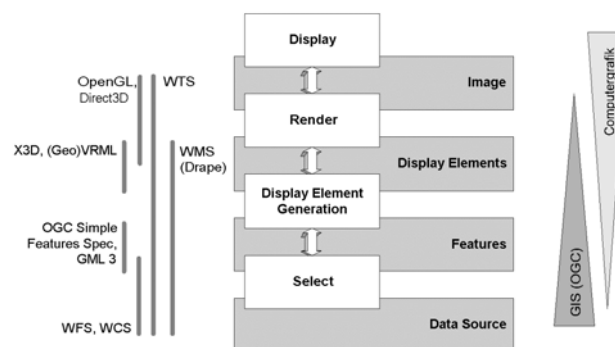 Display
Image
OpenGL,
Direct3D
WTS
Render
X3D, (Geo)VRML
WMS
(Drape)
Display Elements
Display Element
Generation
OGC Simple
Features Spec,
GML 3
Features
Select
WFS, WCS
Data Source
GIS (OGC)
Computergrafik